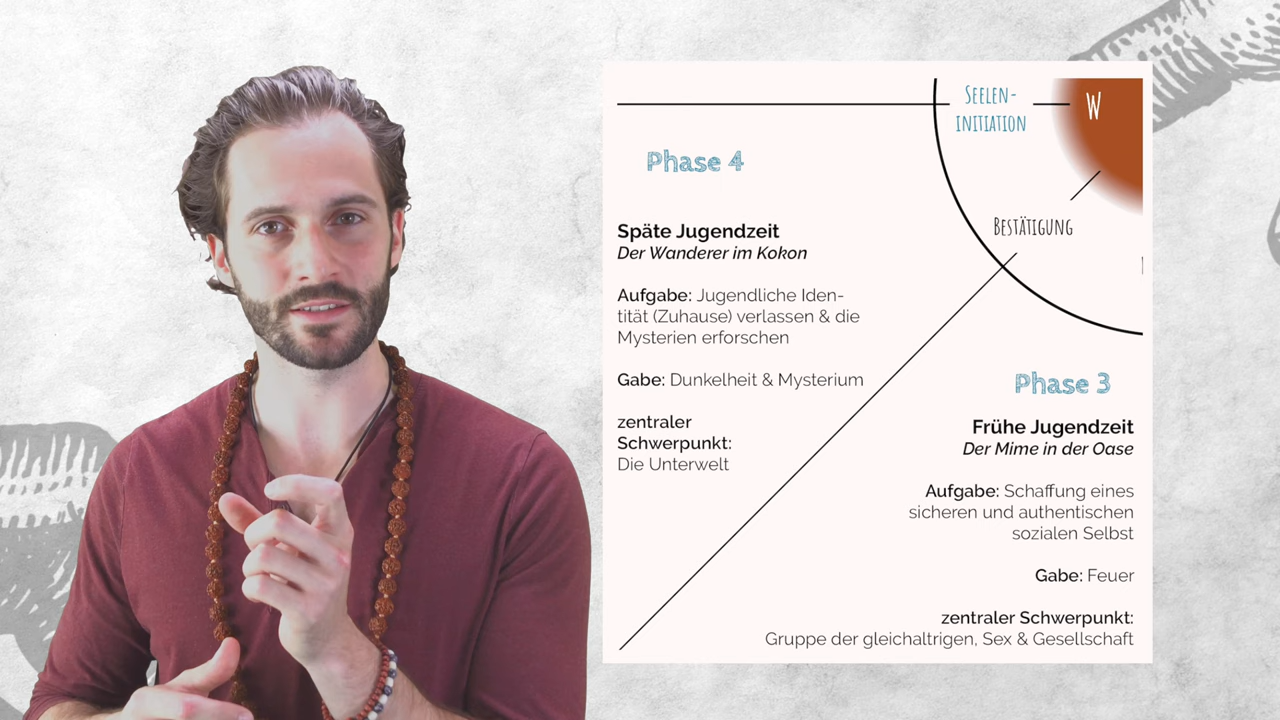 SEELEN-
INITIATION
W
Phase 4
BESTÄTIGUNG
Späte Jugendzeit
Der Wanderer im Kokon
Aufgabe: Jugendliche Iden-
tität (Zuhause) verlassen & die
Mysterien erforschen
Gabe: Dunkelheit & Mysterium
zentraler
Schwerpunkt:
Die Unterwelt
Phase 3
Frühe Jugendzeit
Der Mime in der Oase
Aufgabe: Schaffung eines
sicheren und authentischen
sozialen Selbst
Gabe: Feuer
zentraler Schwerpunkt:
Gruppe der gleichaltrigen, Sex & Gesellschaft